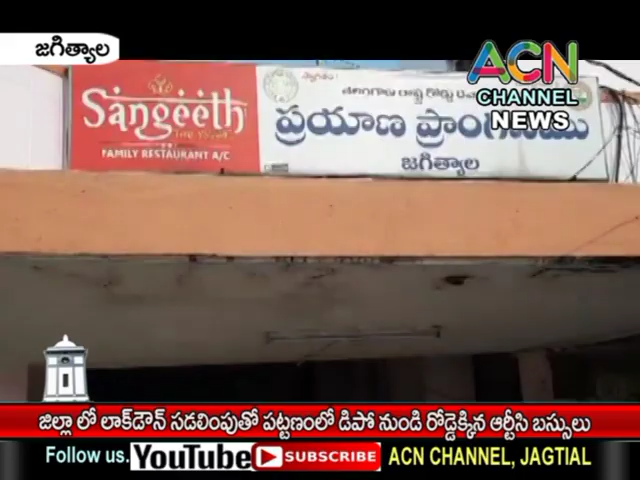 జగిత్యాల
ACN
CHANNEL
NEWS
Sangeeth
FAMILY RESTAURANT A/C
స్వాగతం
తెలంగాణ రాష్ట్ర రోడ్డు
ప్రయాణ ప్రాంగణము
జగిత్యాల
జిల్లా లో లాక్‌డౌన్ సడలింపుతో పట్టణంలో డిపో నుండి రోడ్డెక్కిన ఆర్టీసి బస్సులు
Follow us. YouTube SUBSCRIBE ACN CHANNEL, JAGTIAL